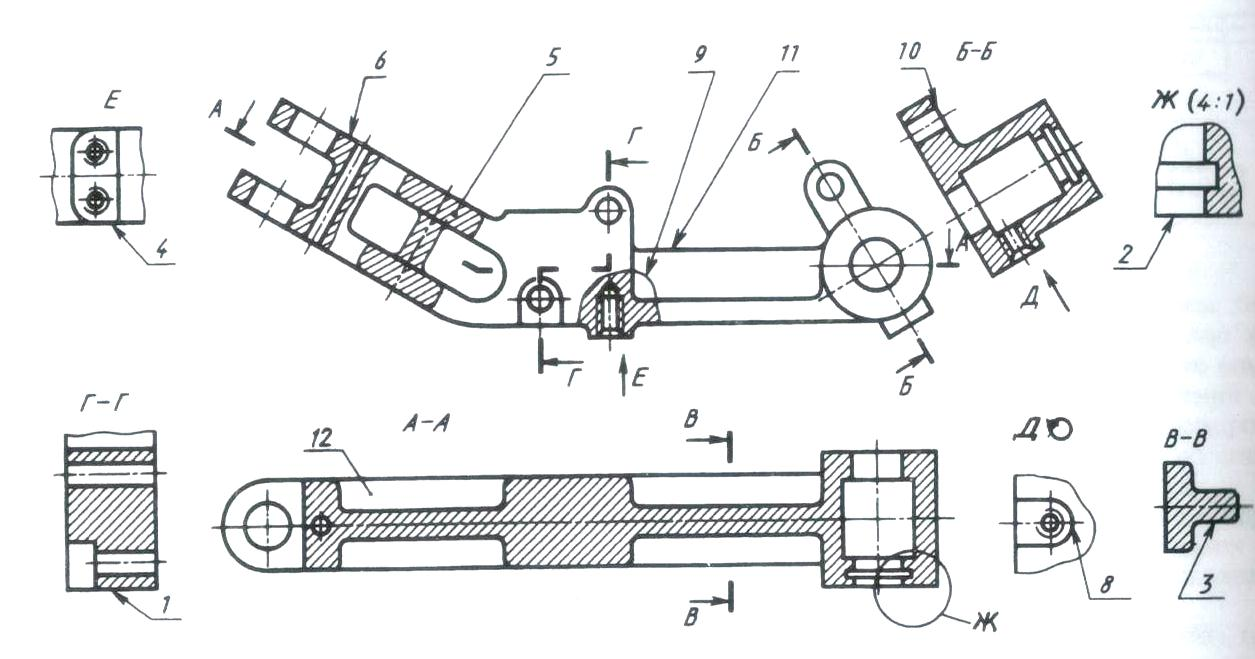 6 5 9 11 10 Б-Б
Е А Г Б Ж (4:1)
4 А 2
Д
Г Е Б
Г-Г А-А В Д В-В
12
1 В Ж 8 3